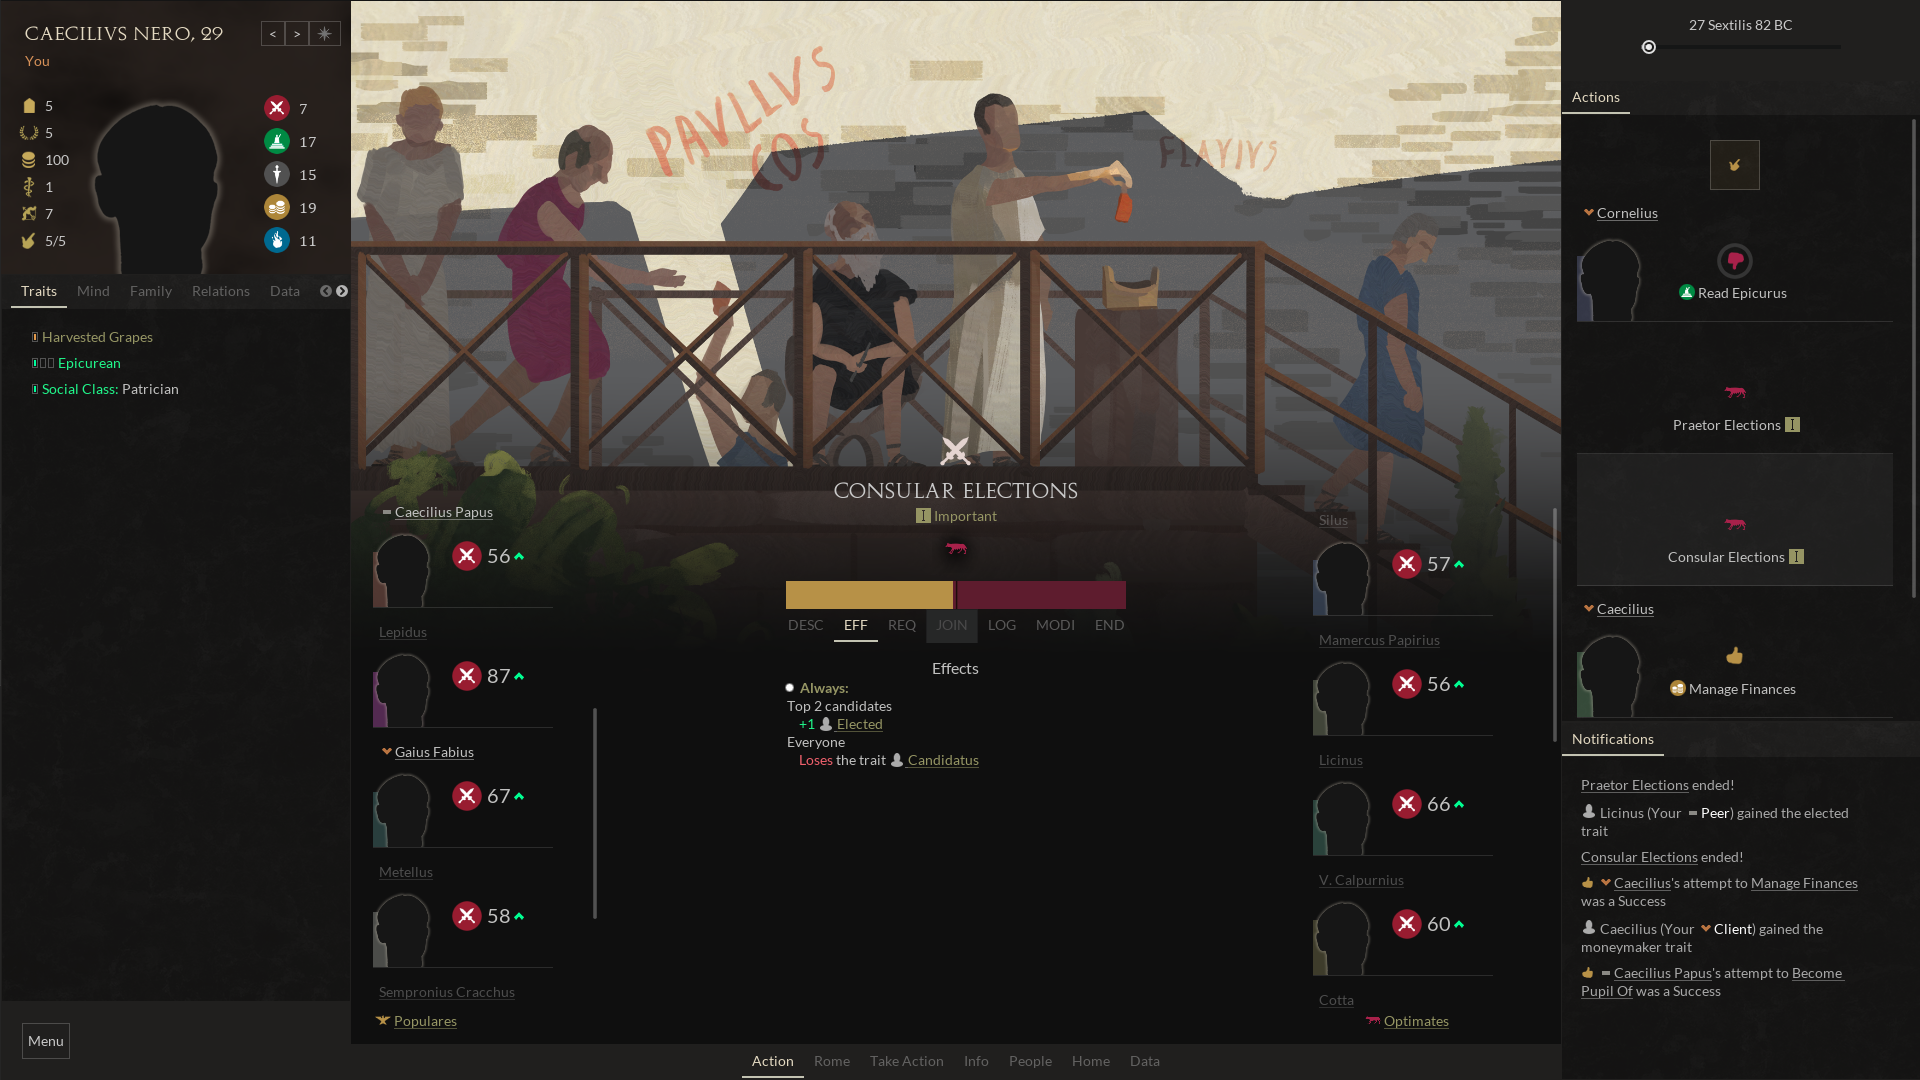 CAECILIVS NERO, 29
< >
You
5
5
100
1
7
5/5
7
17
15
19
11
Traits Mind Family Relations Data
Harvested Grapes
Epicurean
Social Class: Patrician
Menu
PAVLLVS
COS
FLAVIVS
CONSULAR ELECTIONS
I Important
DESC EFF REQ JOIN LOG MODI END
Effects
Always:
Top 2 candidates
+1 Elected
Everyone
Loses the trait Candidatus
Caecilius Papus
56
Lepidus
87
Gaius Fabius
67
Metellus
58
Sempronius Cracchus
Populares
Silus
57
Mamercus Papirius
56
Licinus
66
V. Calpurnius
60
Cotta
Optimates
Action Rome Take Action Info People Home Data
27 Sextilis 82 BC
Actions
Cornelius
Read Epicurus
Praetor Elections I
Consular Elections I
Caecilius
Manage Finances
Notifications
Praetor Elections ended!
Licinus (Your Peer) gained the elected
trait
Consular Elections ended!
Caecilius's attempt to Manage Finances
was a Success
Caecilius (Your Client) gained the
moneymaker trait
Caecilius Papus's attempt to Become
Pupil Of was a Success